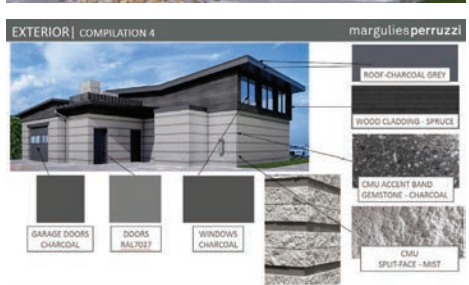 EXTERIOR| COMPILATION 4
marguliesperruzzi
ROOF-CHARCOAL GREY
WOOD CLADDING - SPRUCE
CMU ACCENT BAND
GEMSTONE - CHARCOAL
GARAGE DOORS
CHARCOAL
DOORS
RAL7037
WINDOWS
CHARCOAL
CMU
SPLIT-FACE - MIST